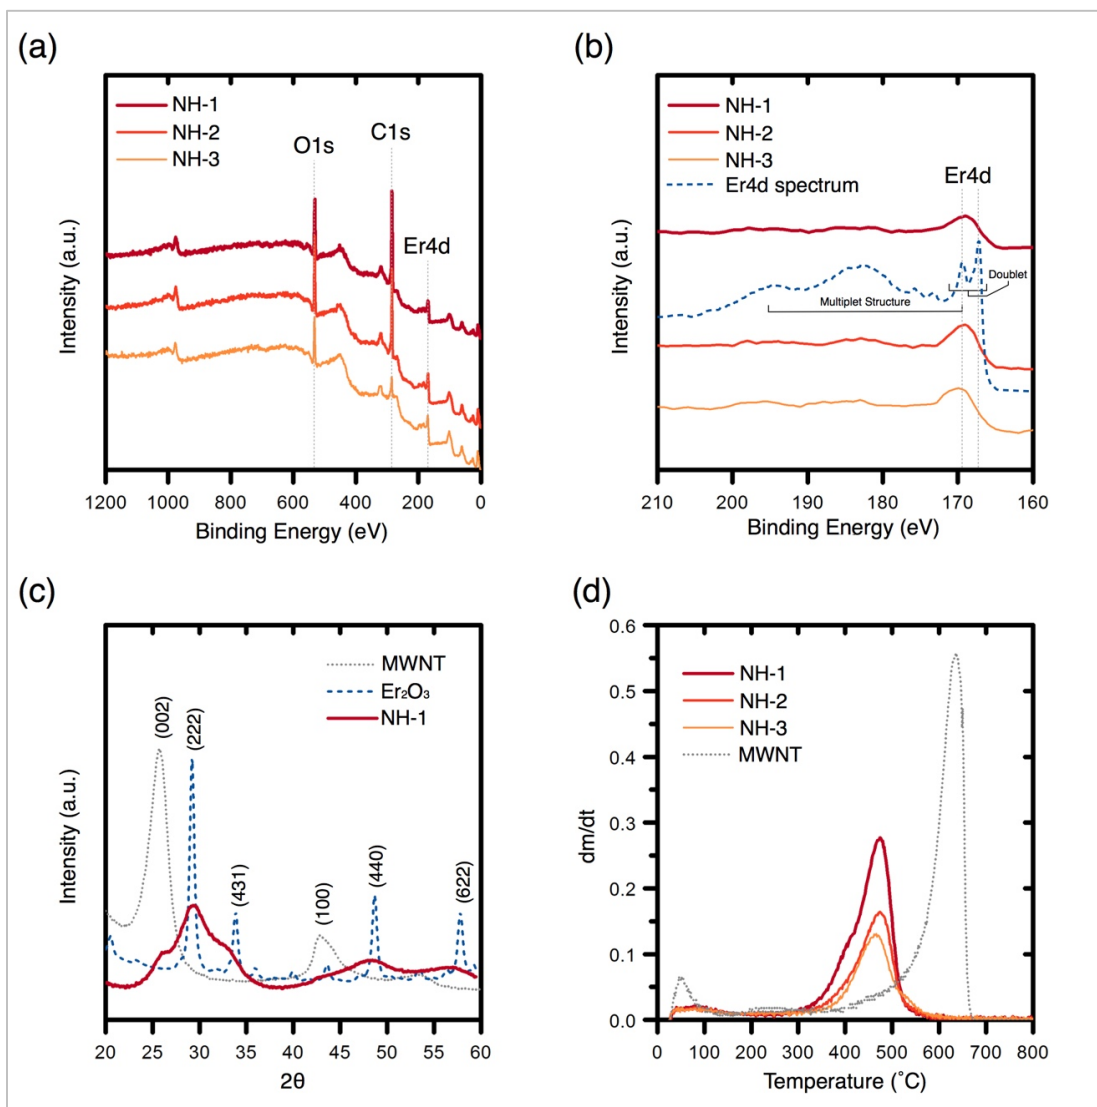 (a)
NH-1
NH-2
NH-3
O1s
C1s
Er4d
Intensity (a.u.)
1200 1000 800 600 400 200 0
Binding Energy (eV)
(b)
NH-1
NH-2
NH-3
Er4d spectrum
Er4d
Doublet
Multiplet Structure
Intensity (a.u.)
210 200 190 180 170 160
Binding Energy (eV)
(c)
MWNT
Er₂O₃
NH-1
(002)
(222)
(431)
(100)
(440)
(622)
Intensity (a.u.)
20 25 30 35 40 45 50 55 60
2θ
(d)
0.6
0.5
0.4
0.3
0.2
0.1
0.0
NH-1
NH-2
NH-3
MWNT
dm/dt
0 100 200 300 400 500 600 700 800
Temperature (˚C)